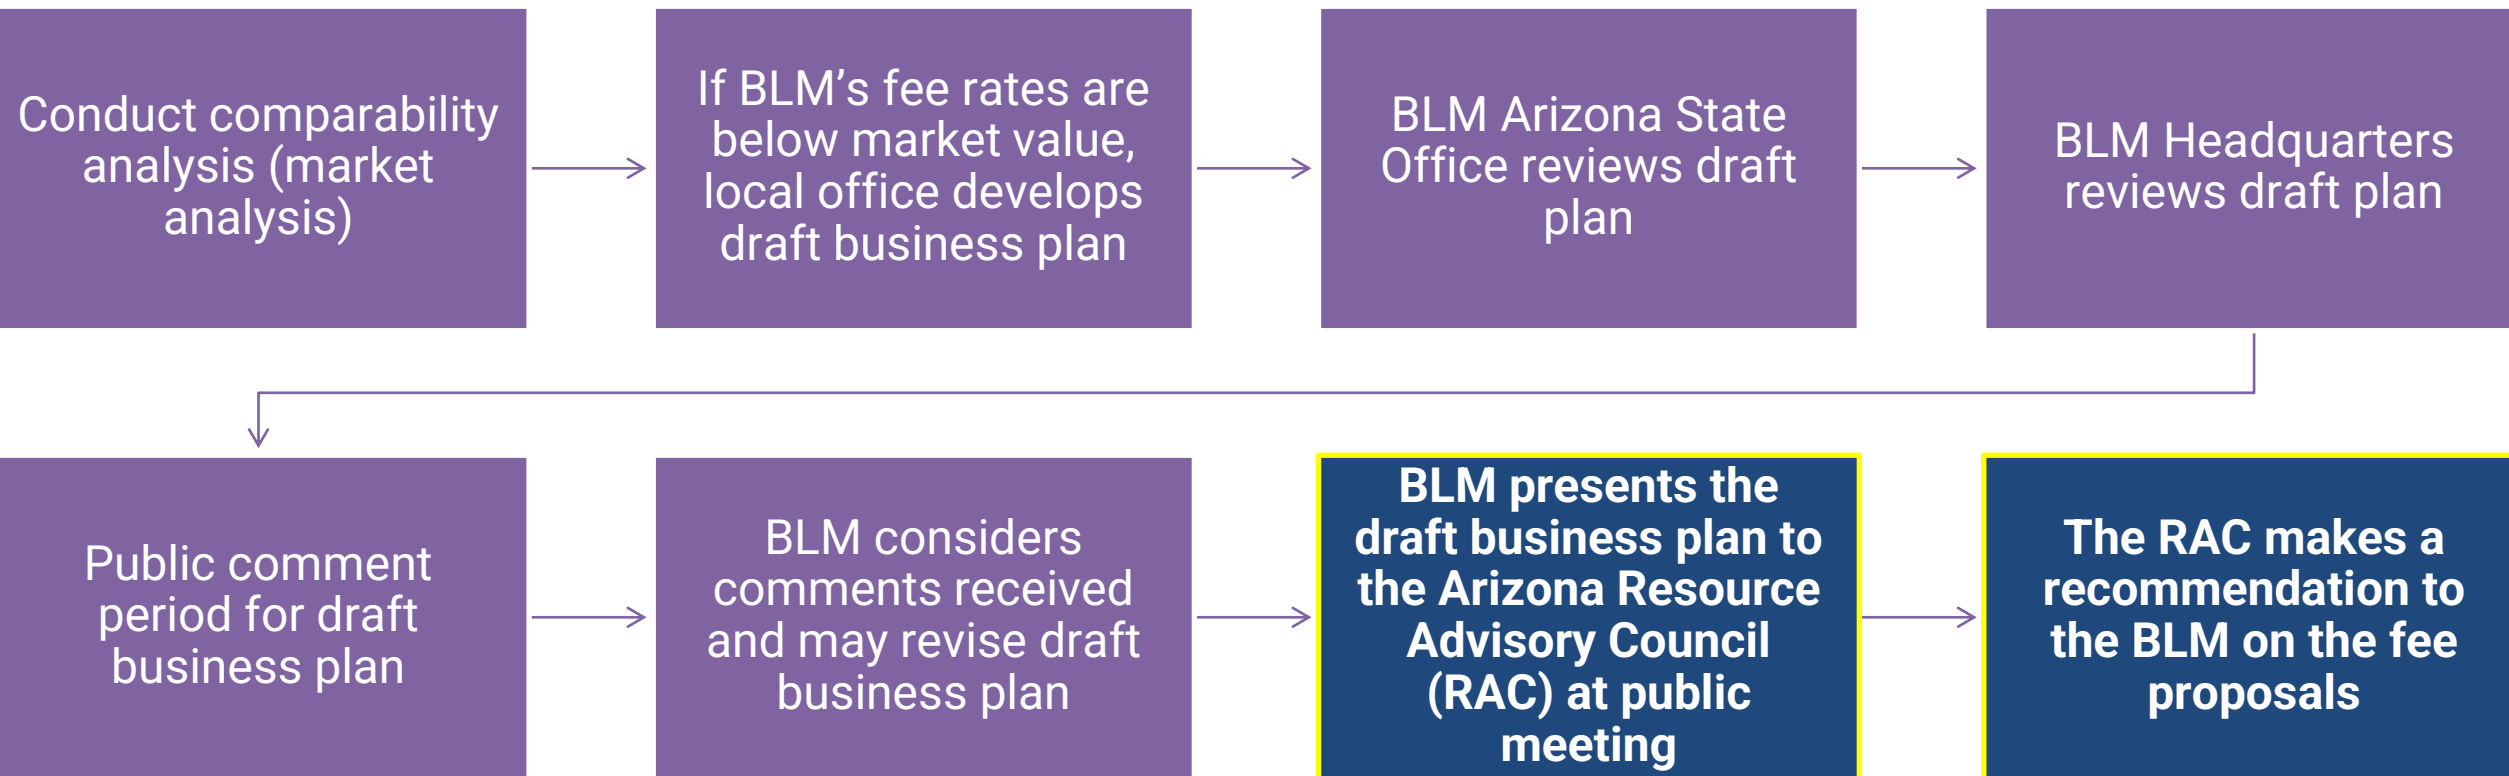 Conduct comparability
analysis (market
analysis)
If BLM’s fee rates are
below market value,
local office develops
draft business plan
BLM Arizona State
Office reviews draft
plan
BLM Headquarters
reviews draft plan
Public comment
period for draft
business plan
BLM considers
comments received
and may revise draft
business plan
BLM presents the
draft business plan to
the Arizona Resource
Advisory Council
(RAC) at public
meeting
The RAC makes a
recommendation to
the BLM on the fee
proposals